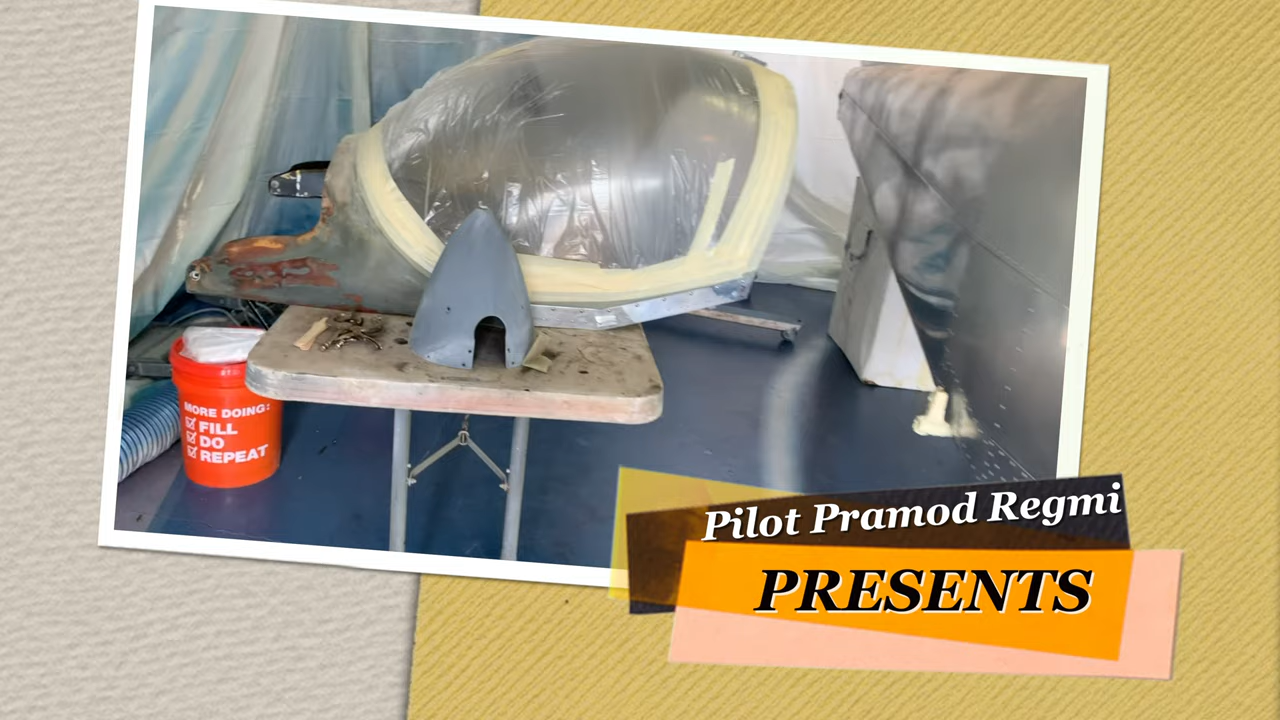 MORE DOING:
☑ FILL
☑ DO
☑ REPEAT
Pilot Pramod Regmi
PRESENTS